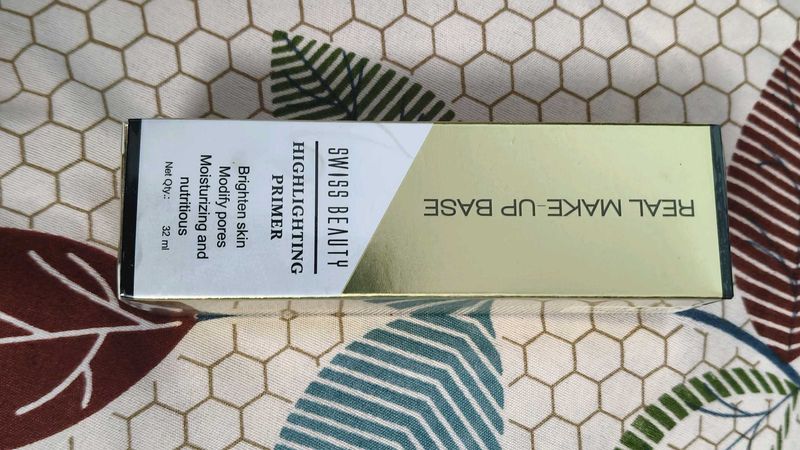 REAL MAKE-UP BASE
SWISS BEAUTY
HIGHLIGHTING
PRIMER
Brighten skin
Modify pores
Moisturizing and
nutritious
Net Qty.: 32 ml